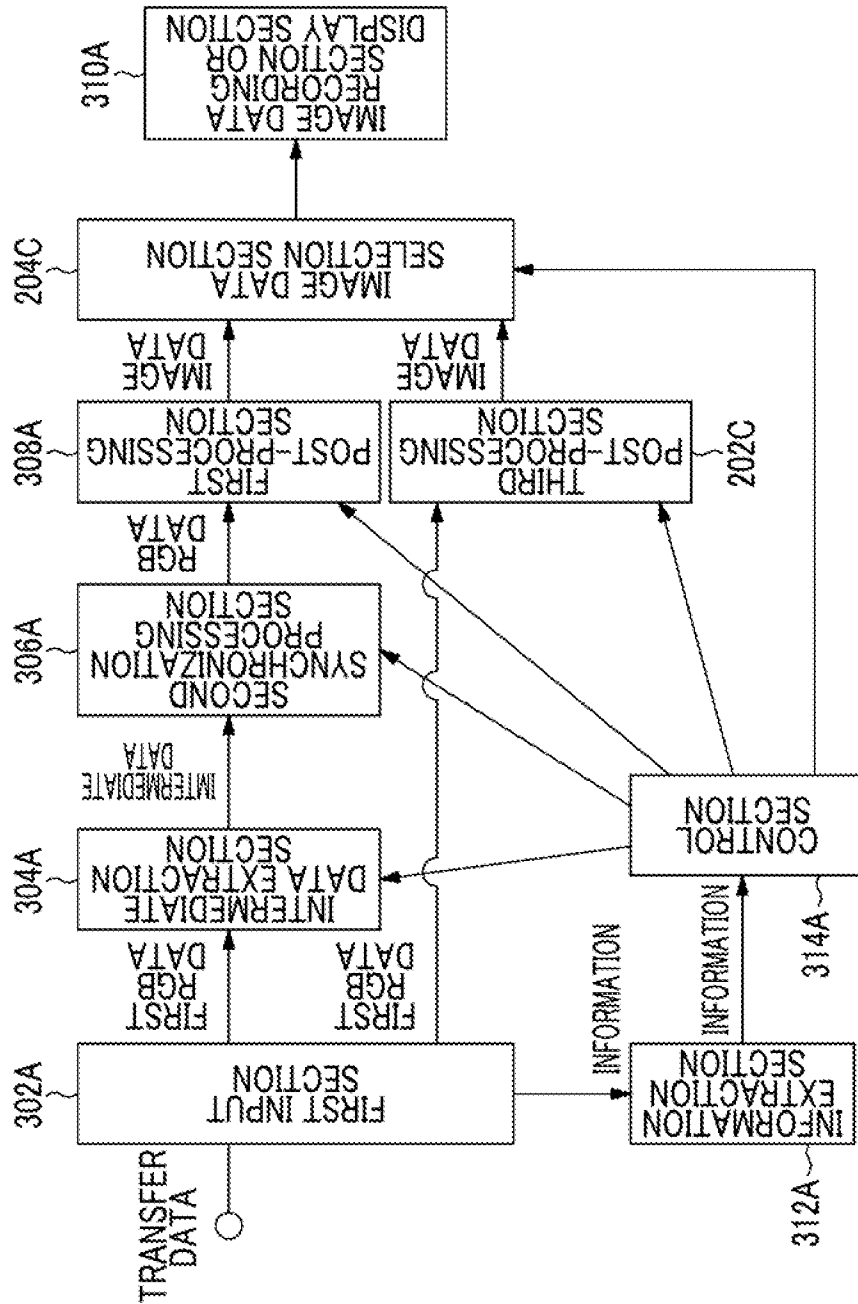 TRANSFER
DATA
302A
FIRST INPUT
SECTION
FIRST
RGB
DATA
FIRST
RGB
DATA
304A
INTERMEDIATE
DATA EXTRACTION
SECTION
IMTERMEDIATE
DATA
306A
SECOND
SYNCHRONIZATION
PROCESSING
SECTION
RGB
DATA
308A
FIRST
POST-PROCESSING
SECTION
IMAGE
DATA
THIRD
POST-PROCESSING
SECTION
202C
IMAGE
DATA
204C
IMAGE DATA
SELECTION SECTION
310A
IMAGE DATA
RECORDING
SECTION OR
DISPLAY SECTION
INFORMATION
INFORMATION
EXTRACTION
SECTION
312A
INFORMATION
CONTROL
SECTION
314A